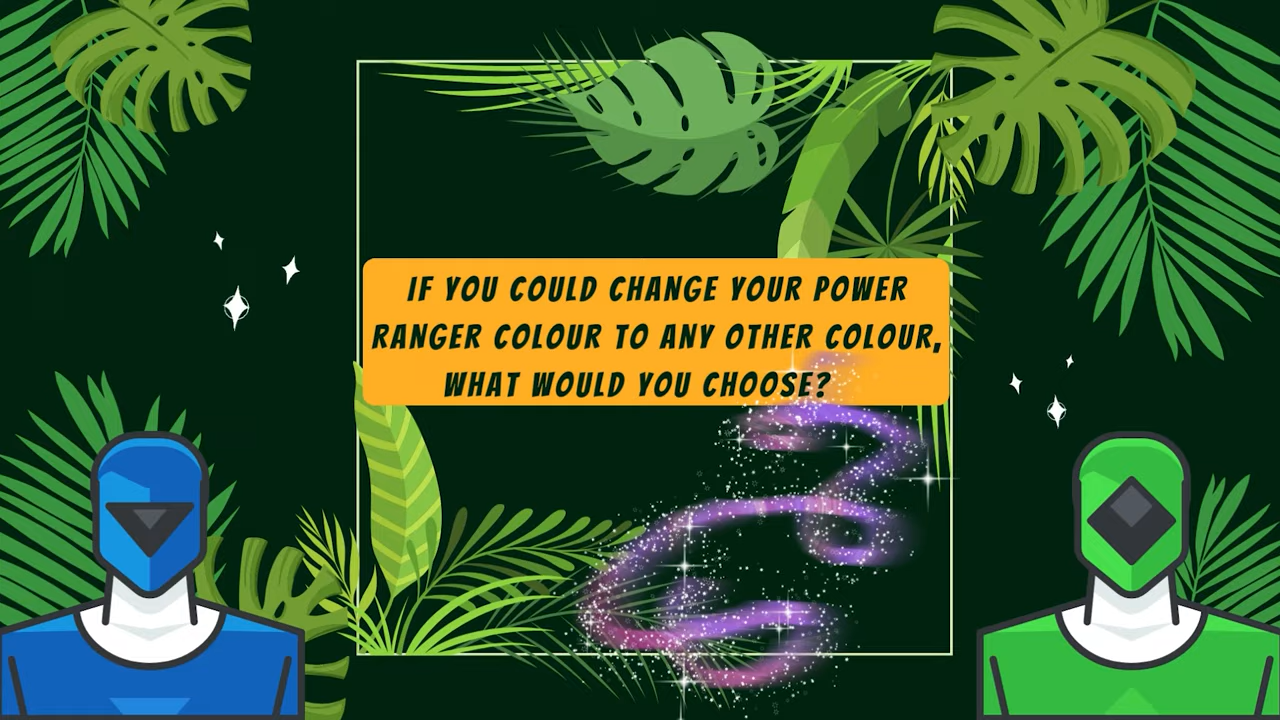 IF YOU COULD CHANGE YOUR POWER
RANGER COLOUR TO ANY OTHER COLOUR,
WHAT WOULD YOU CHOOSE?